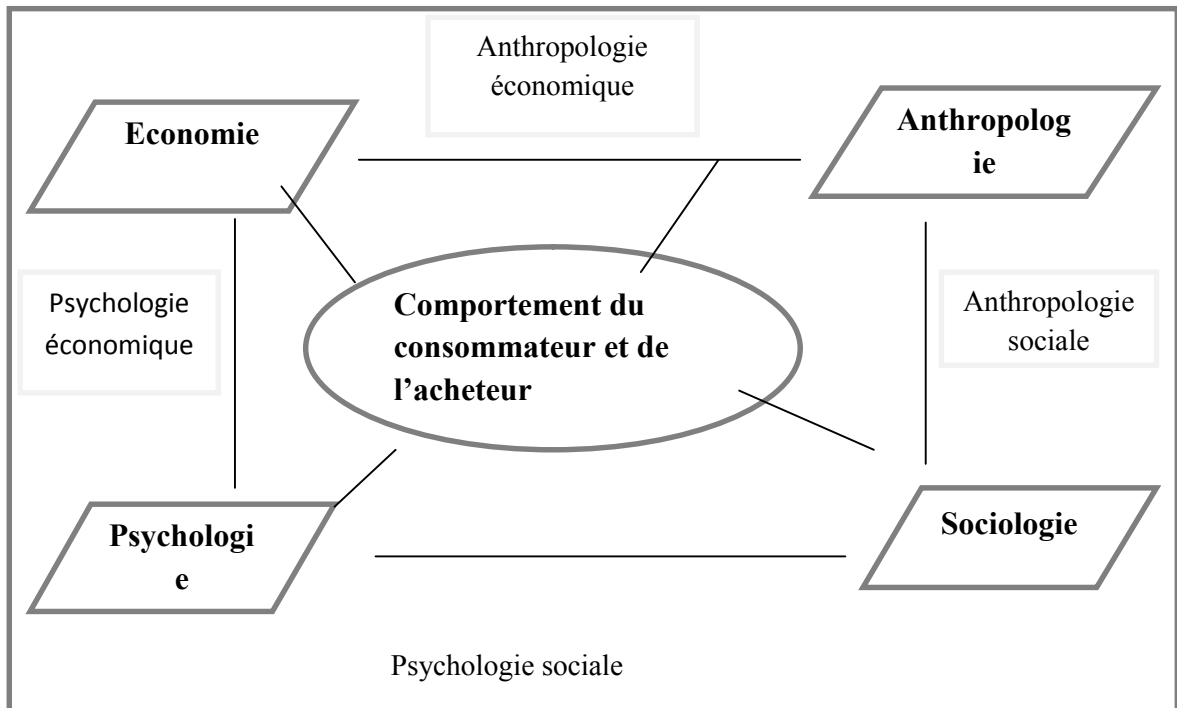 Anthropologie
économique
Economie
Anthropolog
ie
Psychologie
économique
Comportement du
consommateur et de
l'acheteur
Anthropologie
sociale
Psychologi
e
Sociologie
Psychologie sociale